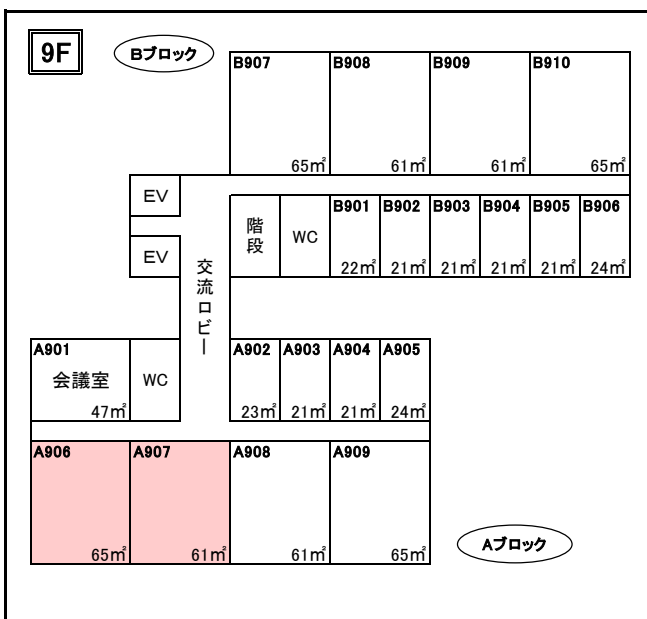 9F
Bブロック
B907
B908
B909
B910
65㎡
61㎡
61㎡
65㎡
EV
EV
階段
WC
B901
B902
B903
B904
B905
B906
22㎡
21㎡
21㎡
21㎡
21㎡
24㎡
交流ロビー
A901
会議室
47㎡
WC
A902
A903
A904
A905
23㎡
21㎡
21㎡
24㎡
A906
A907
A908
A909
65㎡
61㎡
61㎡
65㎡
Aブロック